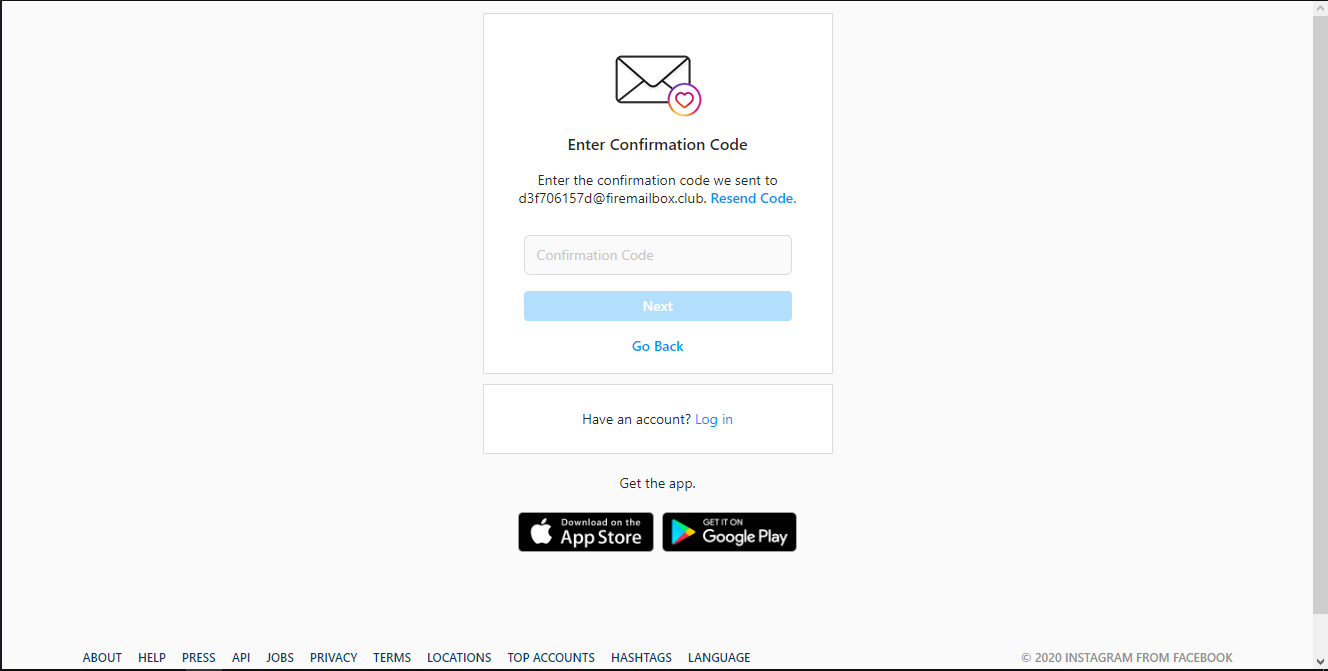 Enter Confirmation Code
Enter the confirmation code we sent to
d3f706157d@firemailbox.club. Resend Code.
Confirmation Code
Next
Go Back
Have an account? Log in
Get the app.
Download on the
App Store
GET IT ON
Google Play
ABOUT HELP PRESS API JOBS PRIVACY TERMS LOCATIONS TOP ACCOUNTS HASHTAGS LANGUAGE © 2020 INSTAGRAM FROM FACEBOOK